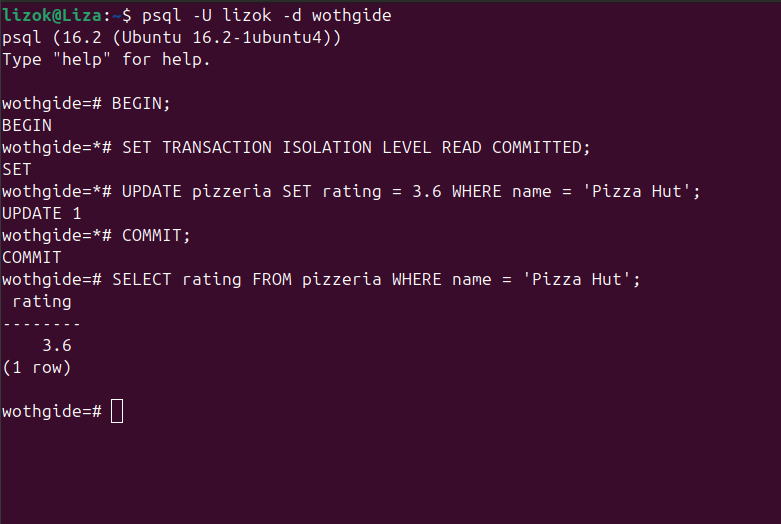 lizok@Liza:~$ psql -U lizok -d wothgide
psql (16.2 (Ubuntu 16.2-1ubuntu4))
Type "help" for help.
wothgide=# BEGIN;
BEGIN
wothgide=*# SET TRANSACTION ISOLATION LEVEL READ COMMITTED;
SET
wothgide=*# UPDATE pizzeria SET rating = 3.6 WHERE name = 'Pizza Hut';
UPDATE 1
wothgide=*# COMMIT;
COMMIT
wothgide=# SELECT rating FROM pizzeria WHERE name = 'Pizza Hut';
 rating
--------
    3.6
(1 row)
wothgide=#